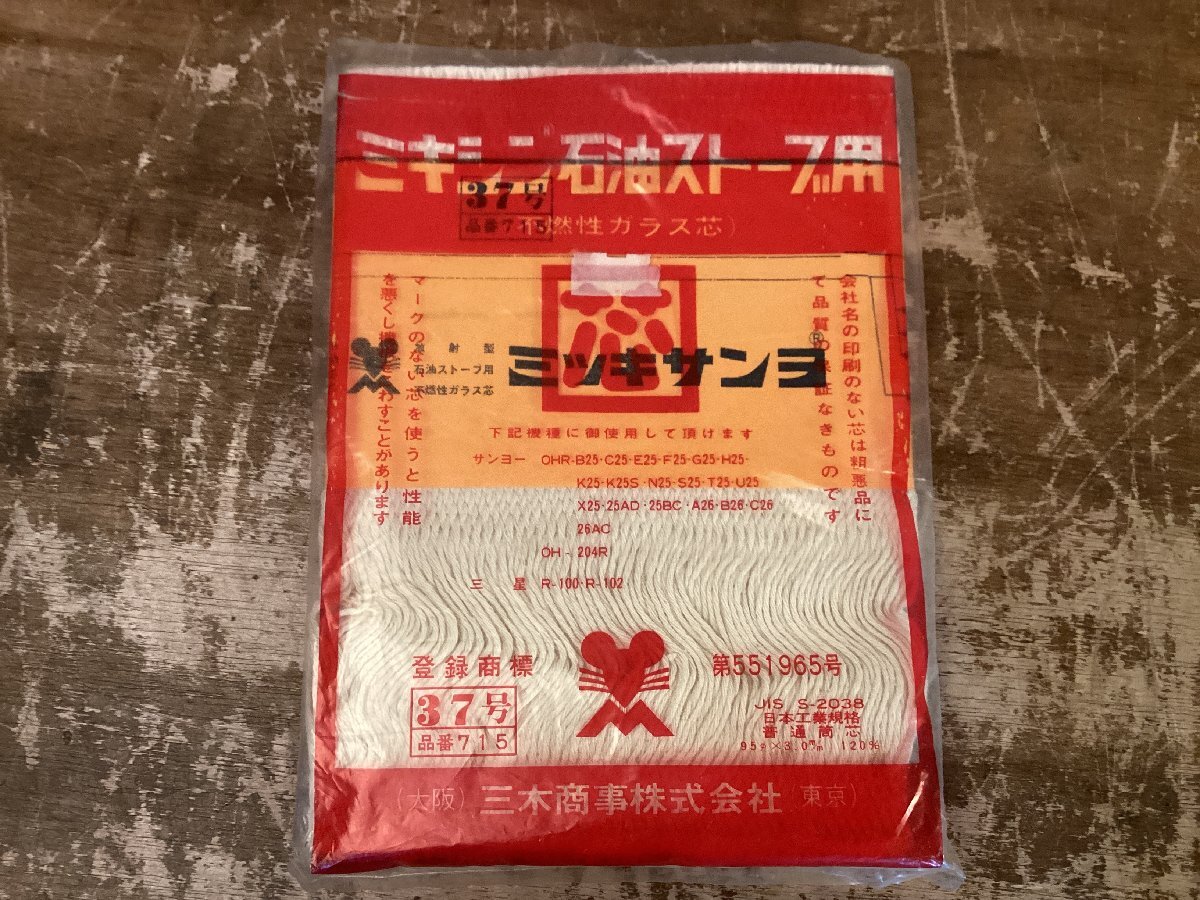 ミキシン®石油ストーブ用
37号
品番715
不燃性ガラス芯）
芯
会社名の印刷のない芯は粗悪品に
て品質の保証なきものです
マークのない芯を使うと性能
を悪くし
こわすことがあります
放射型
石油ストーブ用
不燃性ガラス芯
ミツキサンヨ®
下記機種に御使用して頂けます
サンヨー OHR-B25・C25・E25・F25・G25・H25・
K25・K25S・N25・S25・T25・U25
X25・25AD・25BC・A26・B26・C26
26AC
OH-204R
三星 R-100・R-102
登録商標 第551965号
37号
品番715
JIS S-2038
日本工業規格
普通筒芯
95φ×3.0㎜ 120%
（大阪）三木商事株式会社（東京）